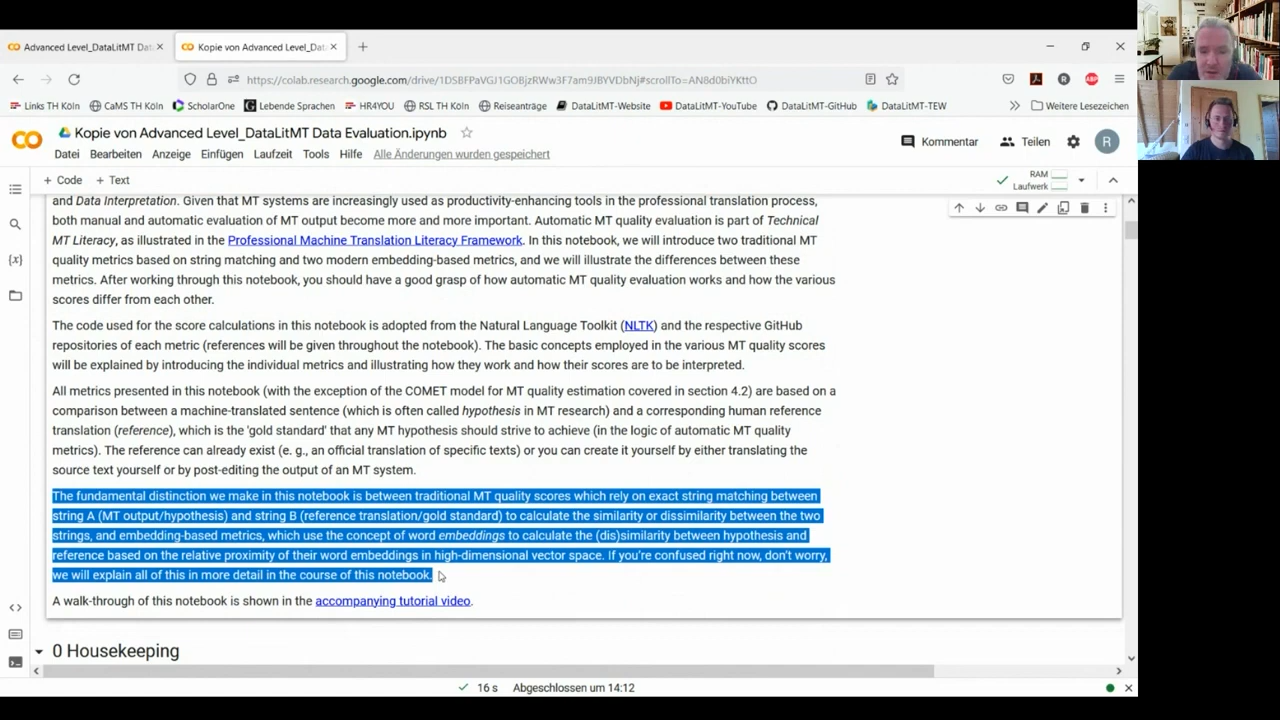 Advanced Level_DataLitMT Dat
Kopie von Advanced Level_Da
https://colab.research.google.com/drive/1DSBFPaVGJ1GOBjzRWw3F7am9JBYVDbNj#scrollTo=AN8d0biYKttO
Links TH Köln
CaMS TH Köln
ScholarOne
Lebende Sprachen
HR4YOU
RSL TH Köln
Reiseanträge
DataLitMT-Website
DataLitMT-YouTube
DataLitMT-GitHub
DataLitMT-TEW
Weitere Lesezeichen
Kopie von Advanced Level_DataLitMT Data Evaluation.ipynb
Kommentar
Teilen
R
Datei Bearbeiten Anzeige Einfügen Laufzeit Tools Hilfe Alle Änderungen wurden gespeichert
+ Code + Text
RAM
Laufwerk
and Data Interpretation. Given that MT systems are increasingly used as productivity-enhancing tools in the professional translation process,
both manual and automatic evaluation of MT output become more and more important. Automatic MT quality evaluation is part of Technical
MT Literacy, as illustrated in the Professional Machine Translation Literacy Framework. In this notebook, we will introduce two traditional MT
quality metrics based on string matching and two modern embedding-based metrics, and we will illustrate the differences between these
metrics. After working through this notebook, you should have a good grasp of how automatic MT quality evaluation works and how the various
scores differ from each other.
The code used for the score calculations in this notebook is adopted from the Natural Language Toolkit (NLTK) and the respective GitHub
repositories of each metric (references will be given throughout the notebook). The basic concepts employed in the various MT quality scores
will be explained by introducing the individual metrics and illustrating how they work and how their scores are to be interpreted.
All metrics presented in this notebook (with the exception of the COMET model for MT quality estimation covered in section 4.2) are based on a
comparison between a machine-translated sentence (which is often called hypothesis in MT research) and a corresponding human reference
translation (reference), which is the 'gold standard' that any MT hypothesis should strive to achieve (in the logic of automatic MT quality
metrics). The reference can already exist (e. g., an official translation of specific texts) or you can create it yourself by either translating the
source text yourself or by post-editing the output of an MT system.
The fundamental distinction we make in this notebook is between traditional MT quality scores which rely on exact string matching between
string A (MT output/hypothesis) and string B (reference translation/gold standard) to calculate the similarity or dissimilarity between the two
strings, and embedding-based metrics, which use the concept of word embeddings to calculate the (dis)similarity between hypothesis and
reference based on the relative proximity of their word embeddings in high-dimensional vector space. If you're confused right now, don't worry,
we will explain all of this in more detail in the course of this notebook.
A walk-through of this notebook is shown in the accompanying tutorial video.
0 Housekeeping
16 s Abgeschlossen um 14:12